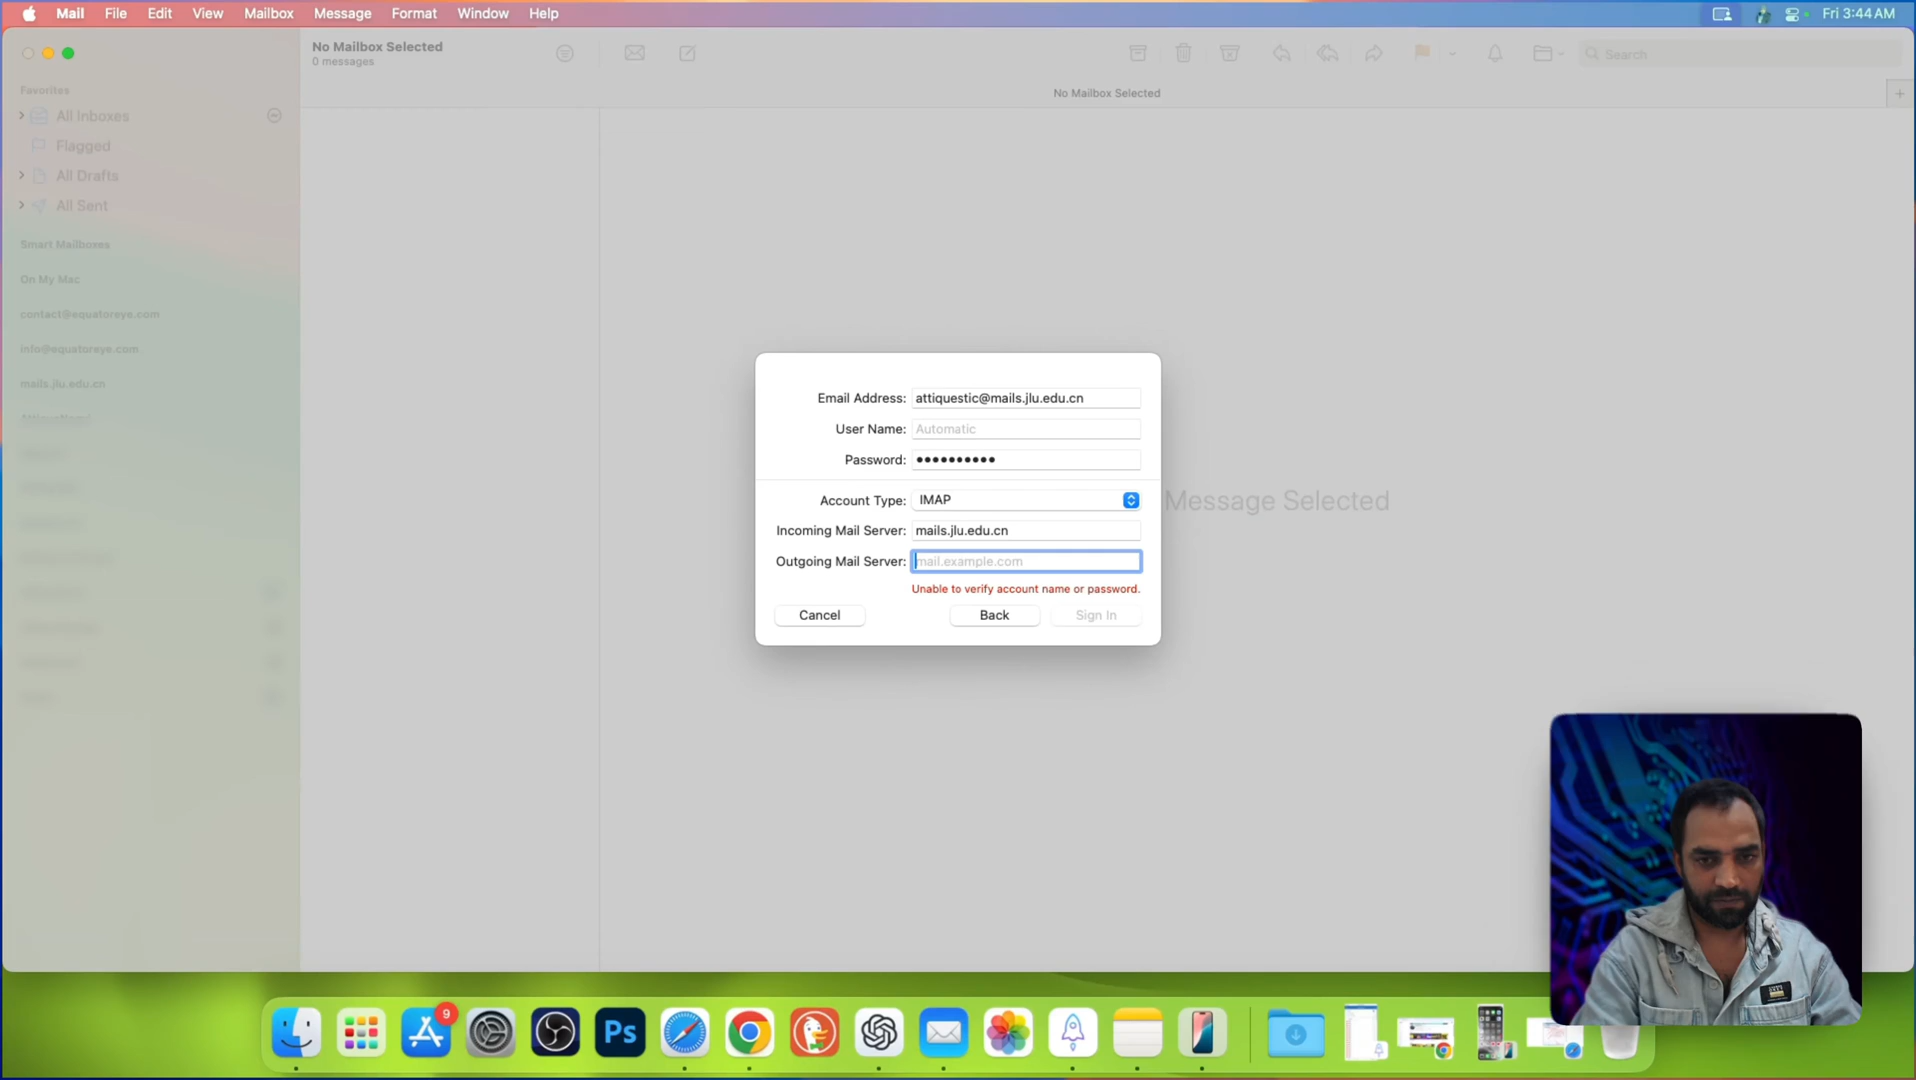 Mail File Edit View Mailbox Message Format Window Help
Fri 3:44 AM
No Mailbox Selected
0 messages
Search
No Mailbox Selected
Favorites
All Inboxes
Flagged
All Drafts
All Sent
Smart Mailboxes
On My Mac
contact@equatoreye.com
info@equatoreye.com
mails.jlu.edu.cn
Message Selected
Email Address: attiquestic@mails.jlu.edu.cn
User Name: Automatic
Password: ••••••••••
Account Type: IMAP
Incoming Mail Server: mails.jlu.edu.cn
Outgoing Mail Server: mail.example.com
Unable to verify account name or password.
Cancel Back Sign In
9
Ps